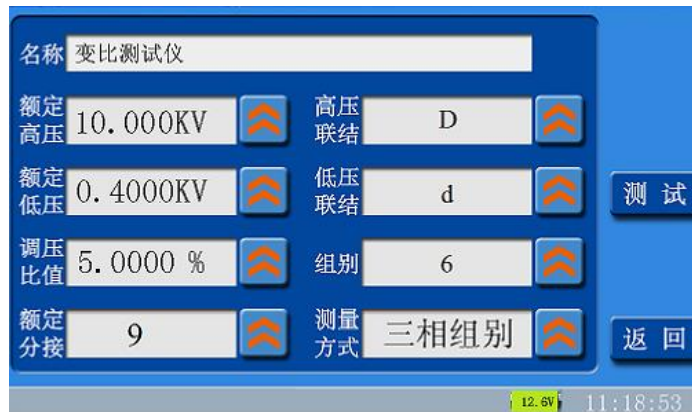 名称 变比测试仪
额定高压 10.000KV 高压联结 D
额定低压 0.4000KV 低压联结 d 测 试
调压比值 5.0000 % 组别 6
额定分接 9 测量方式 三相组别 返 回
12.6V 11:18:53